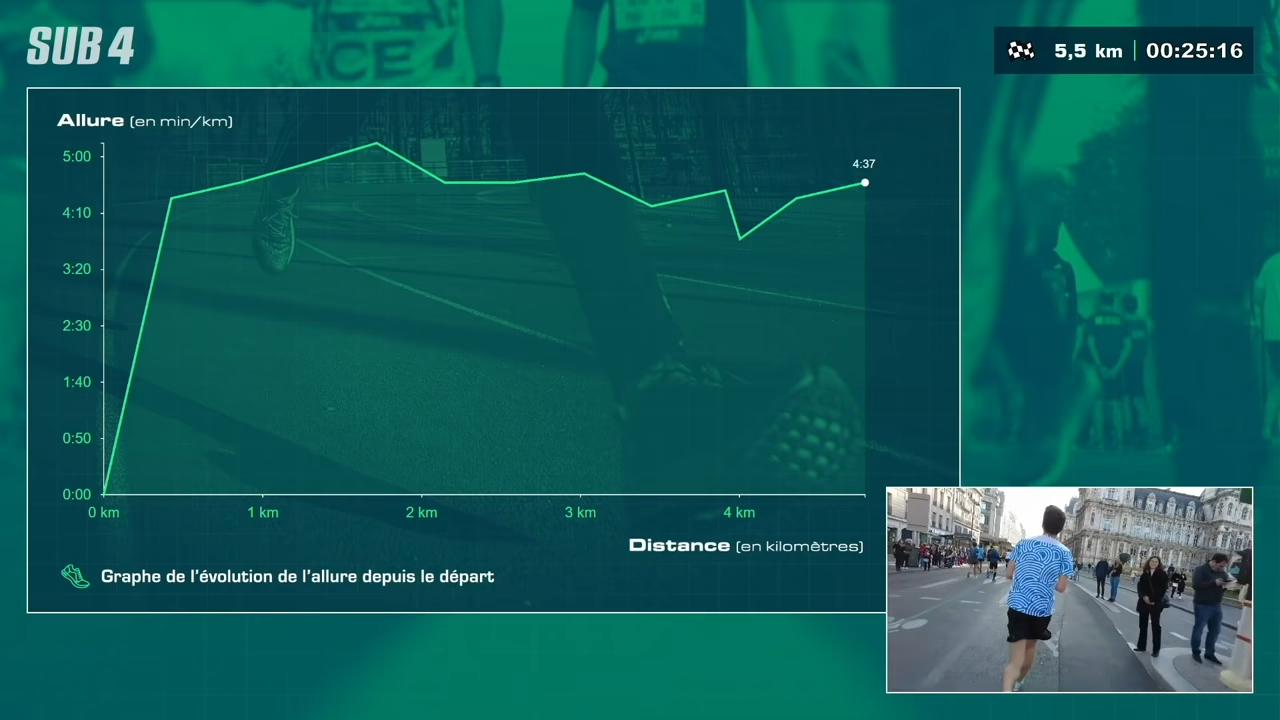 SUB 4
5,5 km | 00:25:16
Allure (en min/km)
5:00
4:10
3:20
2:30
1:40
0:50
0:00
4:37
0 km
1 km
2 km
3 km
4 km
Distance (en kilomètres)
Graphe de l'évolution de l'allure depuis le départ